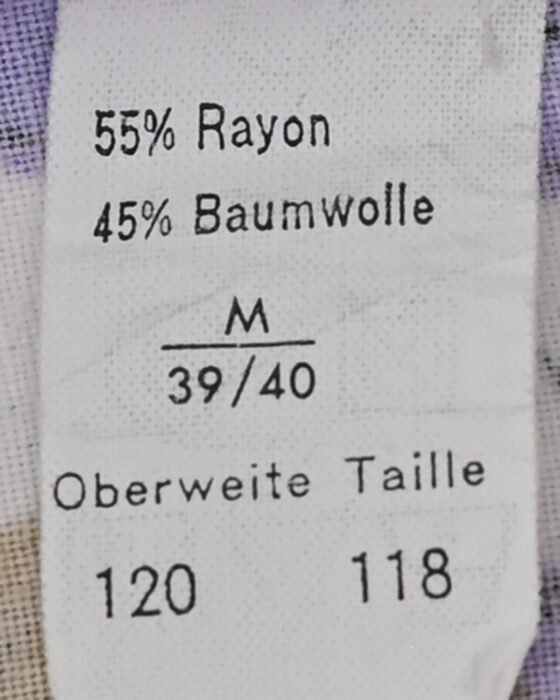 55% Rayon
45% Baumwolle
M
39/40
Oberweite Taille
120 118